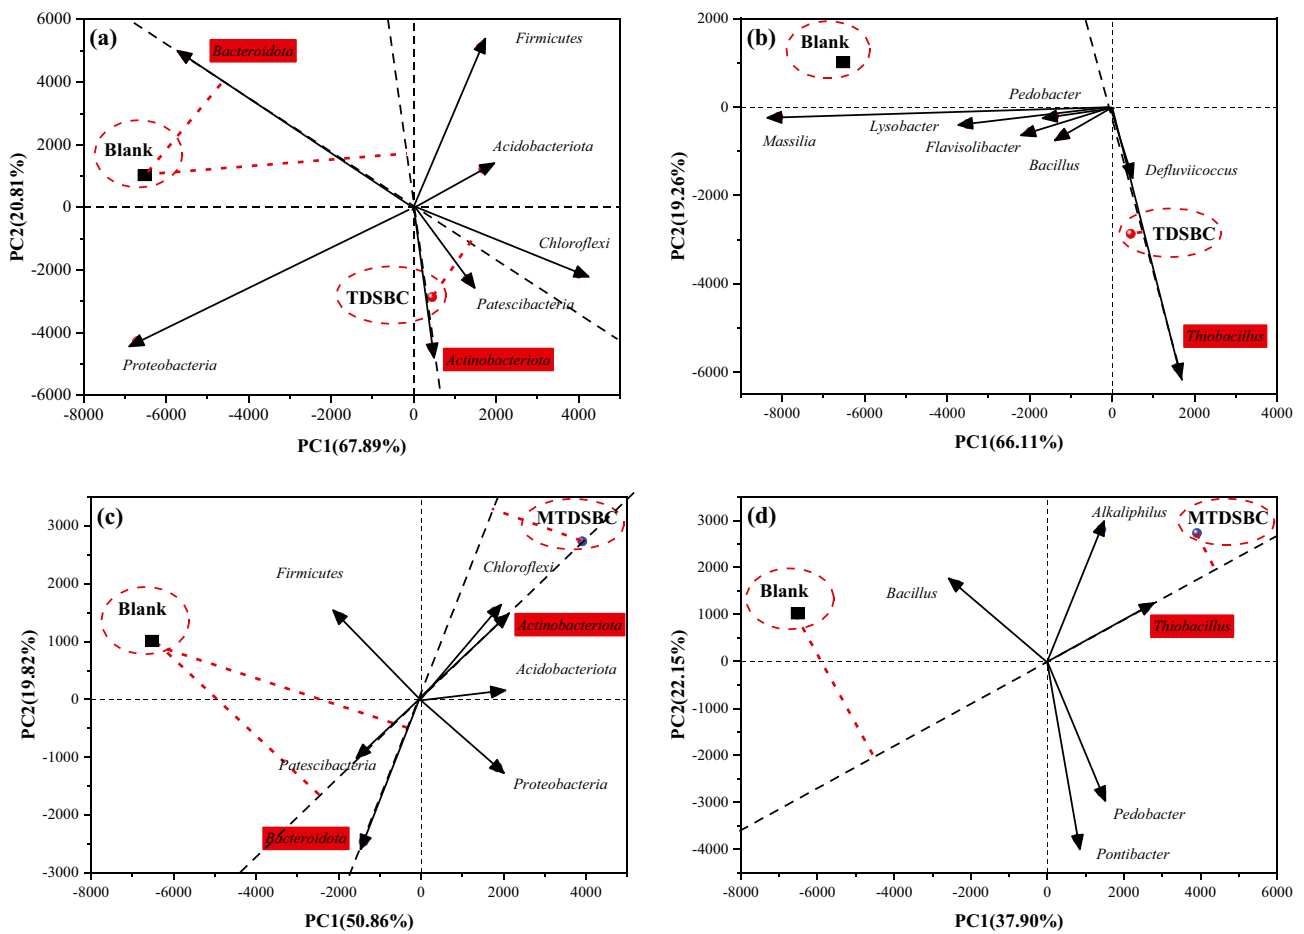 (a)
6000
4000
2000
0
-2000
-4000
-6000
PC2(20.81%)
Bacteroidota
Firmicutes
Blank
Acidobacteriota
Chloroflexi
TDSBC
Patescibacteria
Proteobacteria
Actinobacteriota
-8000 -6000 -4000 -2000 0 2000 4000
PC1(67.89%)
(b)
2000
0
-2000
-4000
-6000
PC2(19.26%)
Blank
Pedobacter
Massilia
Lysobacter
Flavisolibacter
Bacillus
Defluviicoccus
TDSBC
Thiobacillus
-8000 -6000 -4000 -2000 0 2000 4000
PC1(66.11%)
(c)
3000
2000
1000
0
-1000
-2000
-3000
PC2(19.82%)
MTDSBC
Firmicutes
Chloroflexi
Blank
Actinobacteriota
Acidobacteriota
Patescibacteria
Proteobacteria
Bacteroidota
-8000 -6000 -4000 -2000 0 2000 4000
PC1(50.86%)
(d)
3000
2000
1000
0
-1000
-2000
-3000
-4000
PC2(22.15%)
Alkaliphilus
MTDSBC
Blank
Bacillus
Thiobacillus
Pedobacter
Pontibacter
-8000 -6000 -4000 -2000 0 2000 4000 6000
PC1(37.90%)